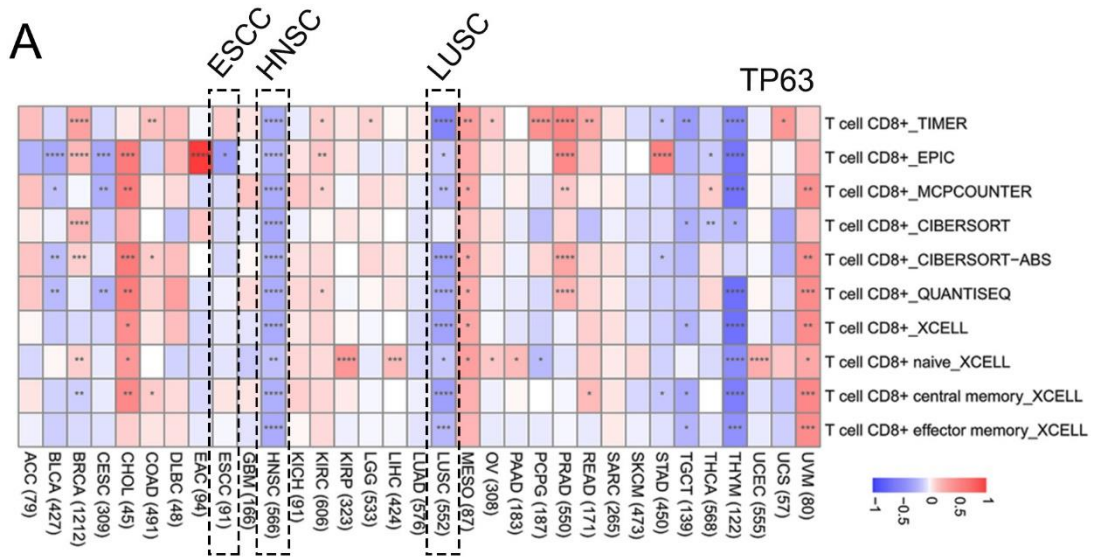 A
ESCC
HNSC
LUSC
TP63
**** ** **** * * **** ** * **** **** ** * ** **** *
T cell CD8+_TIMER
**** **** *** *** **** * **** ** * **** **** * ****
T cell CD8+_EPIC
* ** ** **** * ** * ** * **** **
T cell CD8+_MCPCOUNTER
**** **** * ** *
T cell CD8+_CIBERSORT
** *** *** * **** **** * **** * **
T cell CD8+_CIBERSORT-ABS
** ** ** **** * **** * **** **** ***
T cell CD8+_QUANTISEQ
* **** **** * * **** **
T cell CD8+_XCELL
** * ** **** *** * * * * * **** **** *
T cell CD8+ naive_XCELL
** ** * **** **** * * * * **** ***
T cell CD8+ central memory_XCELL
**** *** * *** ***
T cell CD8+ effector memory_XCELL
ACC (79)
BLCA (427)
BRCA (1212)
CESC (309)
CHOL (45)
COAD (491)
DLBC (48)
EAC (94)
ESCC (91)
GBM (166)
HNSC (566)
KICH (91)
KIRC (606)
KIRP (323)
LGG (533)
LIHC (424)
LUAD (576)
LUSC (552)
MESO (87)
OV (308)
PAAD (183)
PCPG (187)
PRAD (550)
READ (171)
SARC (265)
SKCM (473)
STAD (450)
TGCT (139)
THCA (568)
THYM (122)
UCEC (555)
UCS (57)
UVM (80)
-1
-0.5
0
0.5
1